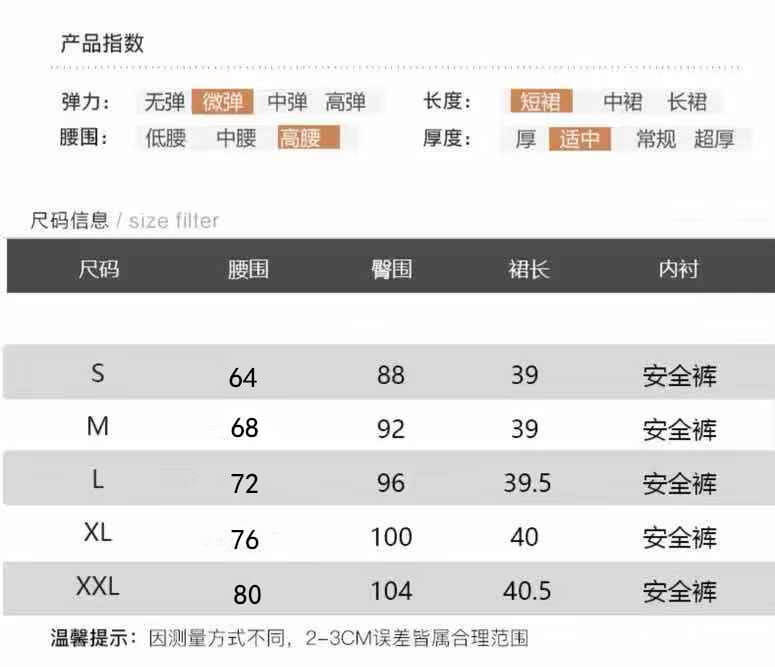 产品指数
弹力： 无弹 微弹 中弹 高弹 长度： 短裙 中裙 长裙
腰围： 低腰 中腰 高腰 厚度： 厚 适中 常规 超厚
尺码信息 / size filter
尺码 腰围 臀围 裙长 内衬
S 64 88 39 安全裤
M 68 92 39 安全裤
L 72 96 39.5 安全裤
XL 76 100 40 安全裤
XXL 80 104 40.5 安全裤
温馨提示：因测量方式不同，2-3CM误差皆属合理范围